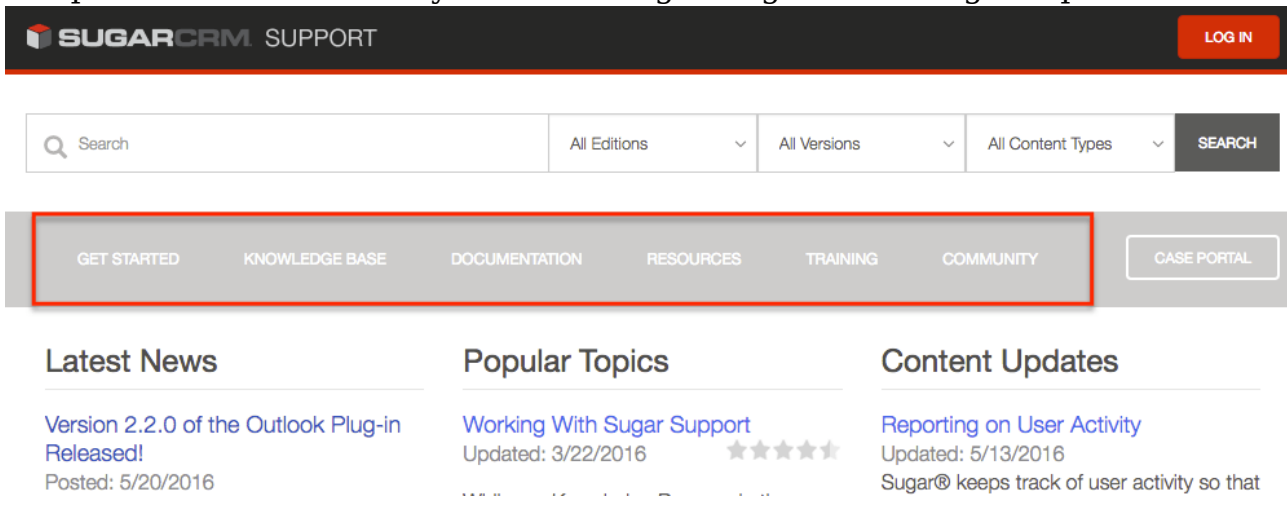 SUGARCRM. SUPPORT
LOG IN
Search
All Editions
All Versions
All Content Types
SEARCH
GET STARTED
KNOWLEDGE BASE
DOCUMENTATION
RESOURCES
TRAINING
COMMUNITY
CASE PORTAL
Latest News
Version 2.2.0 of the Outlook Plug-in
Released!
Posted: 5/20/2016
Popular Topics
Working With Sugar Support
Updated: 3/22/2016
Content Updates
Reporting on User Activity
Updated: 5/13/2016
Sugar® keeps track of user activity so that